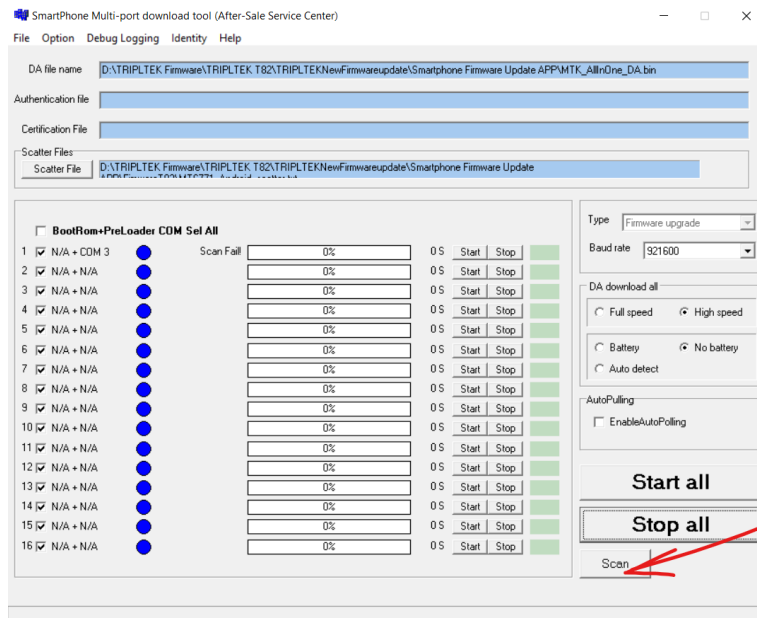 SmartPhone Multi-port download tool (After-Sale Service Center)
File Option Debug Logging Identity Help
DA file name D:\TRIPLTEK Firmware\TRIPLTEK T82\TRIPLTEKNewFirmwareupdate\Smartphone Firmware Update APP\MTK_AllInOne_DA.bin
Authentication file
Certification File
Scatter Files
Scatter File D:\TRIPLTEK Firmware\TRIPLTEK T82\TRIPLTEKNewFirmwareupdate\Smartphone Firmware Update
BootRom+PreLoader COM Sel All
1 N/A + COM 3 Scan Fail! 0% 0 S Start Stop
2 N/A + N/A 0% 0 S Start Stop
3 N/A + N/A 0% 0 S Start Stop
4 N/A + N/A 0% 0 S Start Stop
5 N/A + N/A 0% 0 S Start Stop
6 N/A + N/A 0% 0 S Start Stop
7 N/A + N/A 0% 0 S Start Stop
8 N/A + N/A 0% 0 S Start Stop
9 N/A + N/A 0% 0 S Start Stop
10 N/A + N/A 0% 0 S Start Stop
11 N/A + N/A 0% 0 S Start Stop
12 N/A + N/A 0% 0 S Start Stop
13 N/A + N/A 0% 0 S Start Stop
14 N/A + N/A 0% 0 S Start Stop
15 N/A + N/A 0% 0 S Start Stop
16 N/A + N/A 0% 0 S Start Stop
Type Firmware upgrade
Baud rate 921600
DA download all
Full speed High speed
Battery No battery
Auto detect
AutoPulling
EnableAutoPolling
Start all
Stop all
Scan